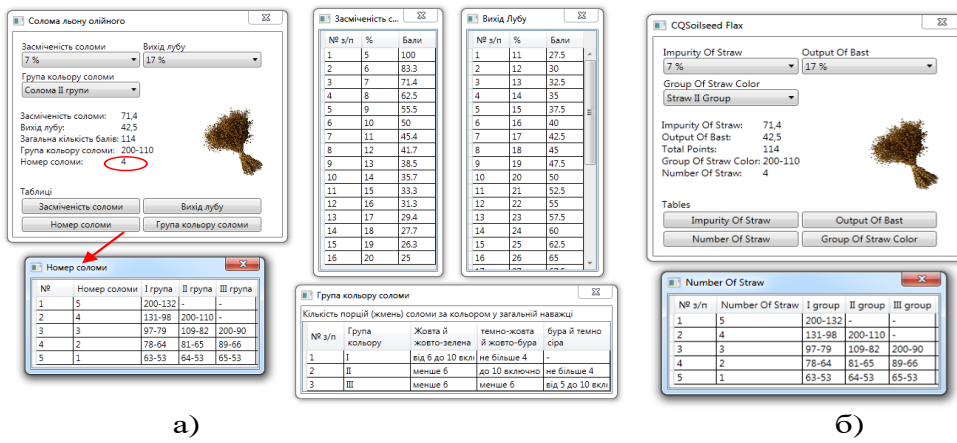 Солома льону олійного
Засміченість соломи Вихід лубу
7 % 17 %
Група кольору соломи
Солома II групи
Засміченість соломи: 71,4
Вихід лубу: 42,5
Загальна кількість балів: 114
Група кольору соломи: 200-110
Номер соломи: 4
Таблиці
Засміченість соломи Вихід лубу
Номер соломи Група кольору соломи
Номер соломи
№ Номер соломи I група II група III група
1 5 200-132 - -
2 4 131-98 200-110 -
3 3 97-79 109-82 200-90
4 2 78-64 81-65 89-66
5 1 63-53 64-53 65-53
Засміченість с...
№ з/п % Бали
1 5 100
2 6 83.3
3 7 71.4
4 8 62.5
5 9 55.5
6 10 50
7 11 45.4
8 12 41.7
9 13 38.5
10 14 35.7
11 15 33.3
12 16 31.3
13 17 29.4
14 18 27.7
15 19 26.3
16 20 25
Вихід Лубу
№ з/п % Бали
1 11 27.5
2 12 30
3 13 32.5
4 14 35
5 15 37.5
6 16 40
7 17 42.5
8 18 45
9 19 47.5
10 20 50
11 21 52.5
12 22 55
13 23 57.5
14 24 60
15 25 62.5
16 26 65
Група кольору соломи
Кількість порцій (жмень) соломи за кольором у загальній наважці
№ з/п Група кольору Жовта й жовто-зелена темно-жовта й жовто-бура бура й темно сіра
1 I від 6 до 10 вклю не більше 4 -
2 II менше 6 до 10 включно не більше 4
3 III менше 6 менше 6 від 5 до 10 вклю
а)
CQSoilseed Flax
Impurity Of Straw Output Of Bast
7 % 17 %
Group Of Straw Color
Straw II Group
Impurity Of Straw: 71,4
Output Of Bast: 42,5
Total Points: 114
Group Of Straw Color: 200-110
Number Of Straw: 4
Tables
Impurity Of Straw Output Of Bast
Number Of Straw Group Of Straw Color
Number Of Straw
№ з/п Number Of Straw I group II group III group
1 5 200-132 - -
2 4 131-98 200-110 -
3 3 97-79 109-82 200-90
4 2 78-64 81-65 89-66
5 1 63-53 64-53 65-53
б)